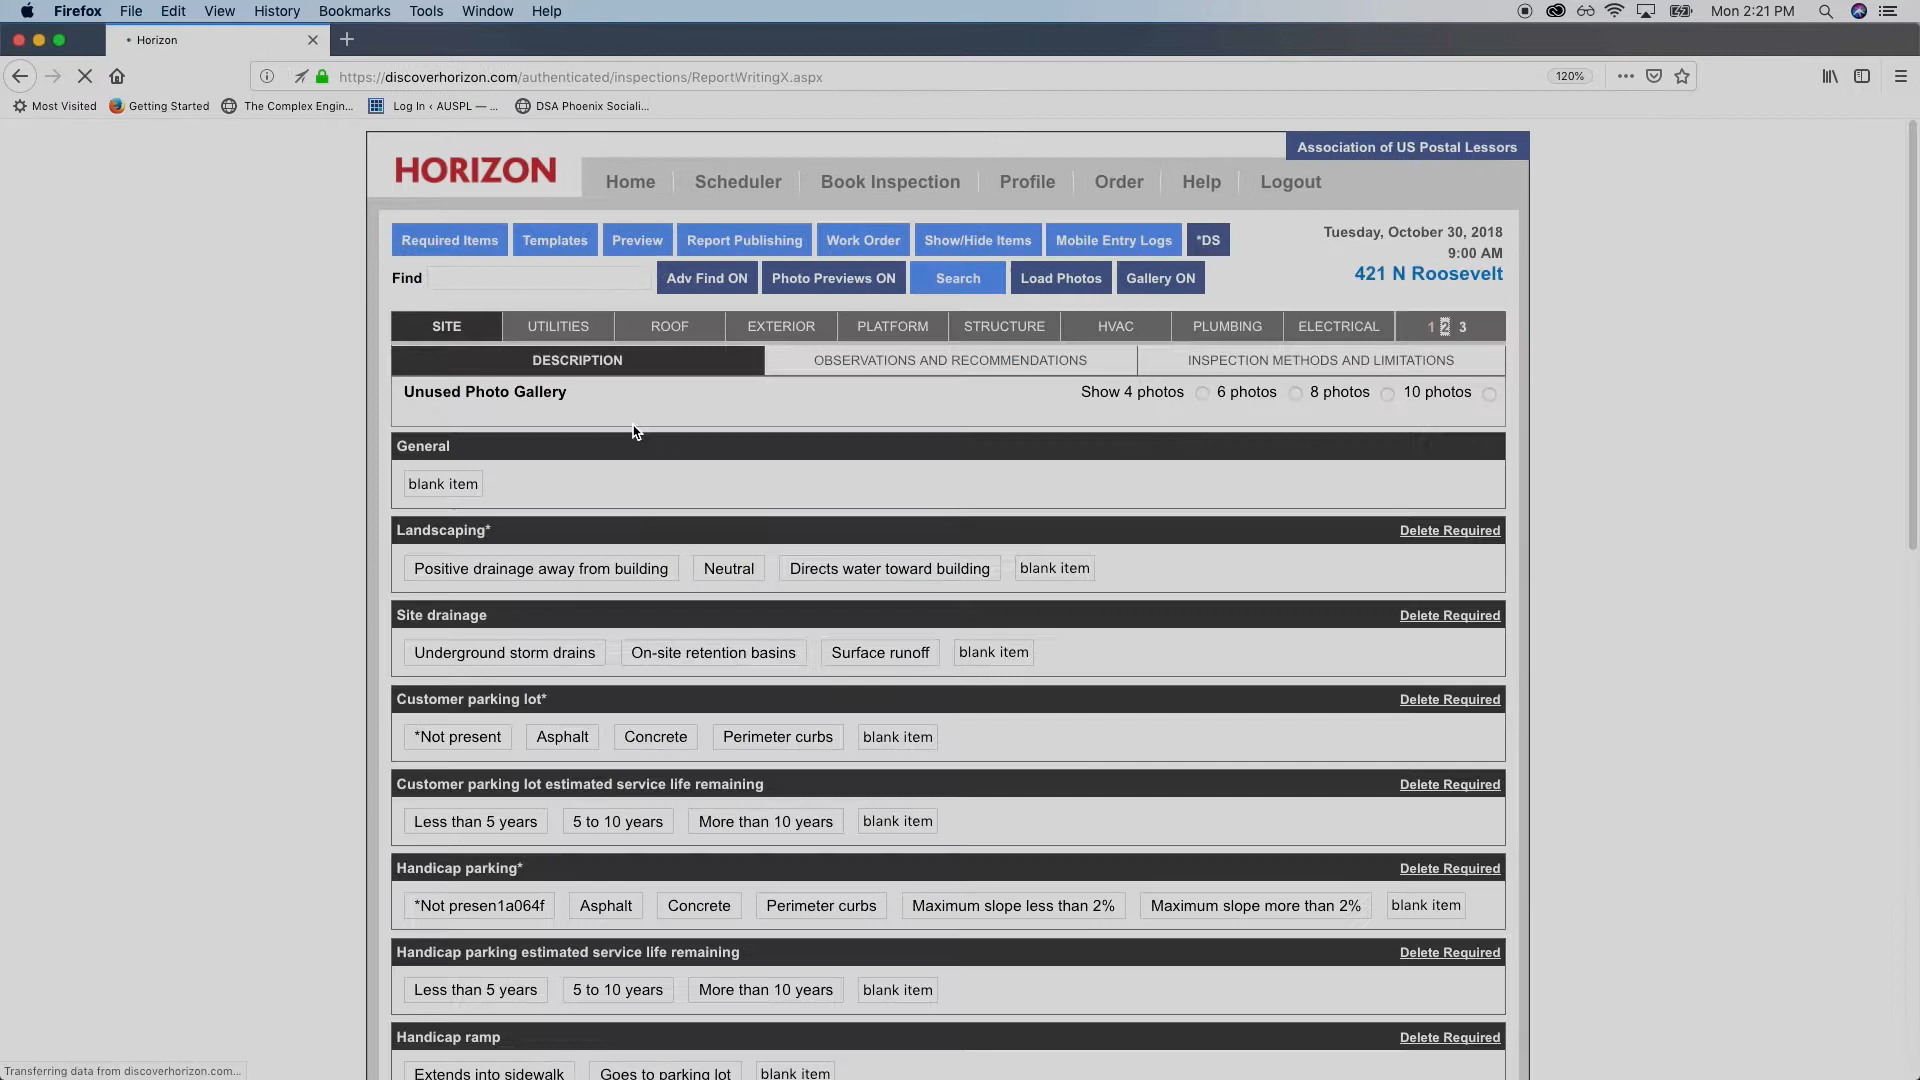 Firefox File Edit View History Bookmarks Tools Window Help Mon 2:21 PM
Horizon
https://discoverhorizon.com/authenticated/inspections/ReportWritingX.aspx 120%
Most Visited Getting Started The Complex Engin... Log In ‹ AUSPL — ... DSA Phoenix Sociali...
Association of US Postal Lessors
HORIZON Home Scheduler Book Inspection Profile Order Help Logout
Required Items Templates Preview Report Publishing Work Order Show/Hide Items Mobile Entry Logs *DS Tuesday, October 30, 2018
9:00 AM
Find Adv Find ON Photo Previews ON Search Load Photos Gallery ON 421 N Roosevelt
SITE UTILITIES ROOF EXTERIOR PLATFORM STRUCTURE HVAC PLUMBING ELECTRICAL 1 2 3
DESCRIPTION OBSERVATIONS AND RECOMMENDATIONS INSPECTION METHODS AND LIMITATIONS
Unused Photo Gallery Show 4 photos 6 photos 8 photos 10 photos
General
blank item
Landscaping* Delete Required
Positive drainage away from building Neutral Directs water toward building blank item
Site drainage Delete Required
Underground storm drains On-site retention basins Surface runoff blank item
Customer parking lot* Delete Required
*Not present Asphalt Concrete Perimeter curbs blank item
Customer parking lot estimated service life remaining Delete Required
Less than 5 years 5 to 10 years More than 10 years blank item
Handicap parking* Delete Required
*Not presen1a064f Asphalt Concrete Perimeter curbs Maximum slope less than 2% Maximum slope more than 2% blank item
Handicap parking estimated service life remaining Delete Required
Less than 5 years 5 to 10 years More than 10 years blank item
Handicap ramp Delete Required
Extends into sidewalk Goes to parking lot blank item
Transferring data from discoverhorizon.com...